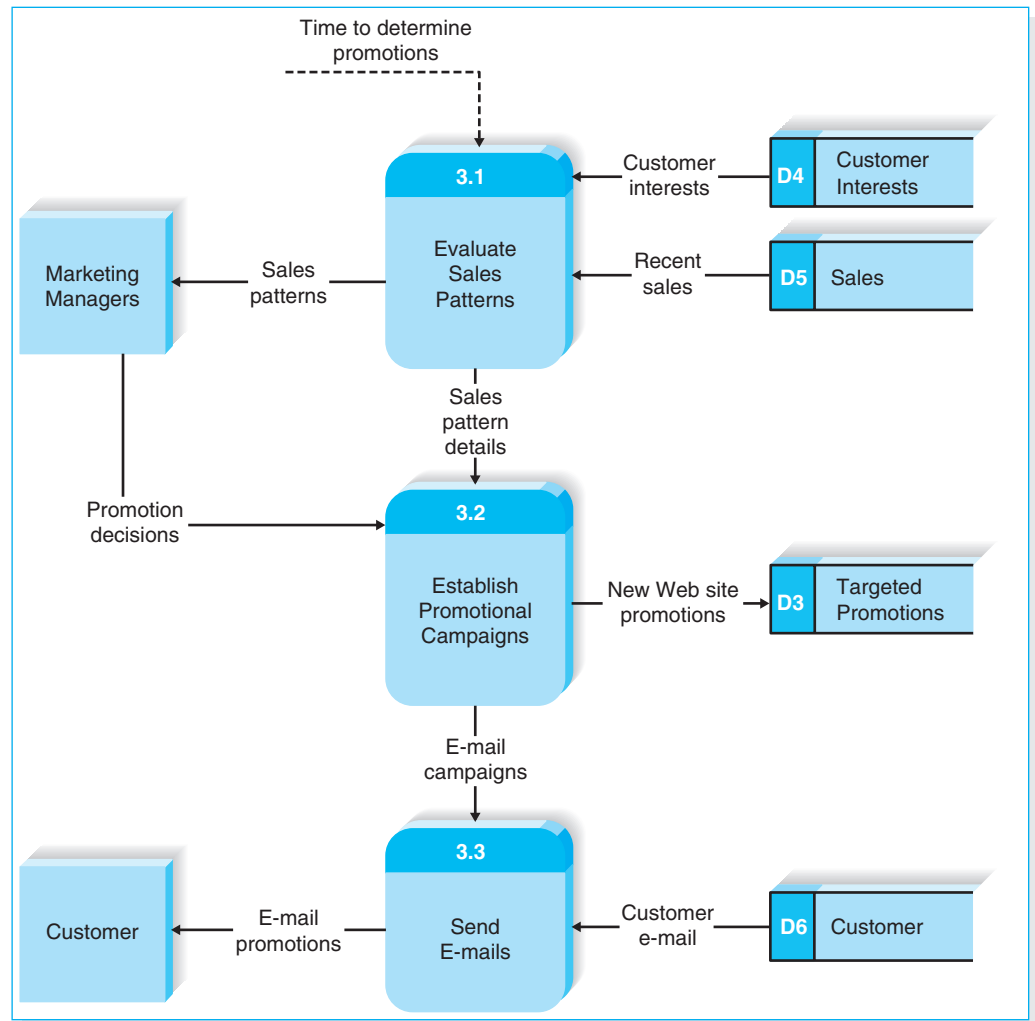 Time to determine
promotions
3.1
Evaluate
Sales
Patterns
Customer
interests
D4
Customer
Interests
Recent
sales
D5
Sales
Marketing
Managers
Sales
patterns
Sales
pattern
details
Promotion
decisions
3.2
Establish
Promotional
Campaigns
New Web site
promotions
D3
Targeted
Promotions
E-mail
campaigns
3.3
Send
E-mails
Customer
E-mail
promotions
Customer
e-mail
D6
Customer